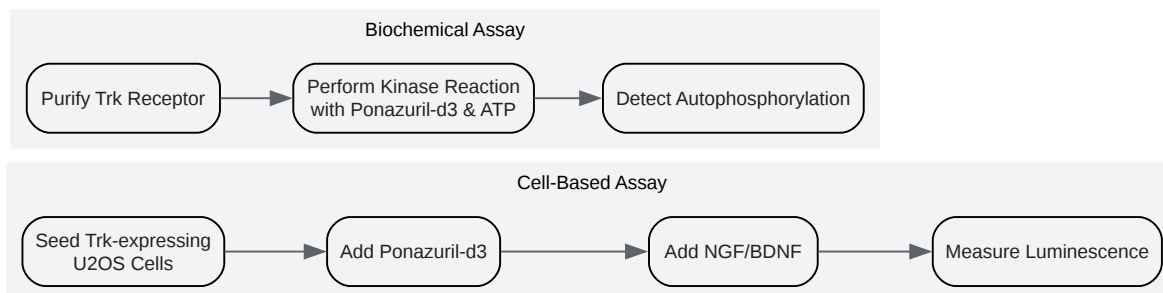 Biochemical Assay
Purify Trk Receptor
Perform Kinase Reaction
with Ponazuril-d3 & ATP
Detect Autophosphorylation
Cell-Based Assay
Seed Trk-expressing
U2OS Cells
Add Ponazuril-d3
Add NGF/BDNF
Measure Luminescence